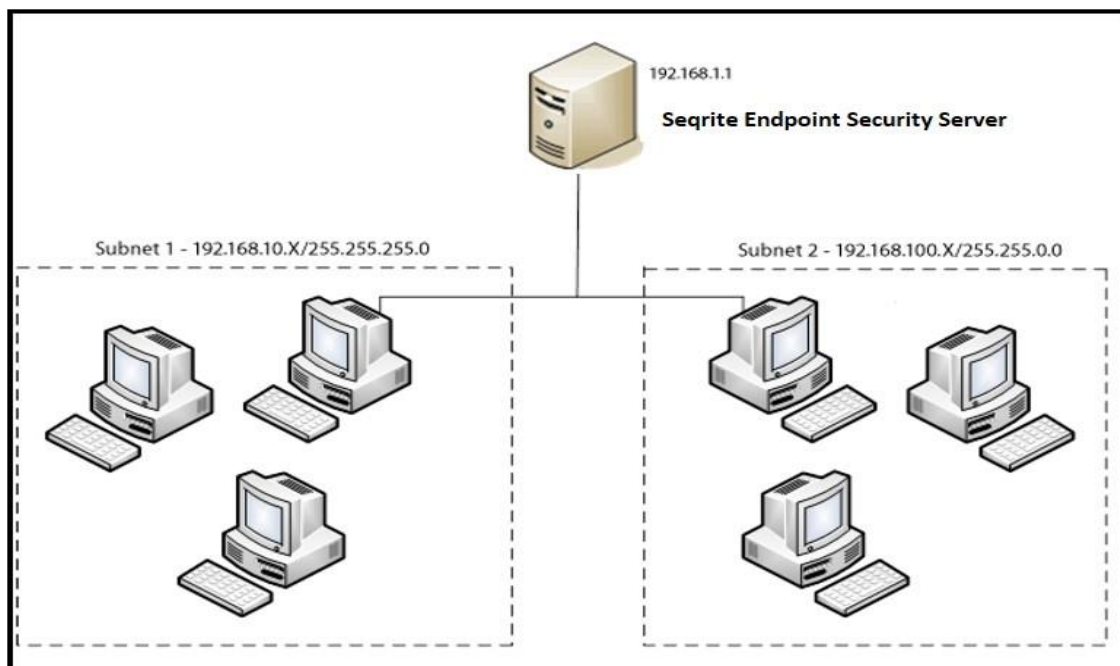 192.168.1.1
Seqrite Endpoint Security Server
Subnet 1 - 192.168.10.X/255.255.255.0
Subnet 2 - 192.168.100.X/255.255.0.0